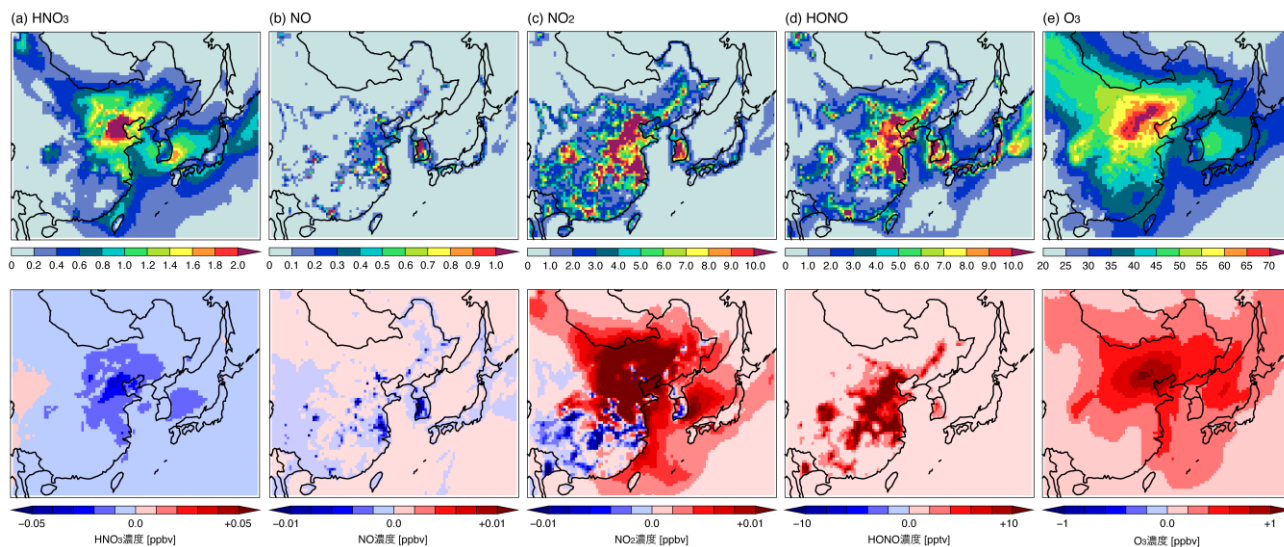 (a) HNO₃ (b) NO (c) NO₂ (d) HONO (e) O₃
0 0.2 0.4 0.6 0.8 1.0 1.2 1.4 1.6 1.8 2.0
0 0.1 0.2 0.3 0.4 0.5 0.6 0.7 0.8 0.9 1.0
0 1.0 2.0 3.0 4.0 5.0 6.0 7.0 8.0 9.0 10.0
0 1.0 2.0 3.0 4.0 5.0 6.0 7.0 8.0 9.0 10.0
20 25 30 35 40 45 50 55 60 65 70
−0.05 0.0 +0.05
−0.01 0.0 +0.01
−0.01 0.0 +0.01
−10 0.0 +10
−1 0.0 +1
HNO₃濃度 [ppbv]
NO濃度 [ppbv]
NO₂濃度 [ppbv]
HONO濃度 [pptv]
O₃濃度 [ppbv]